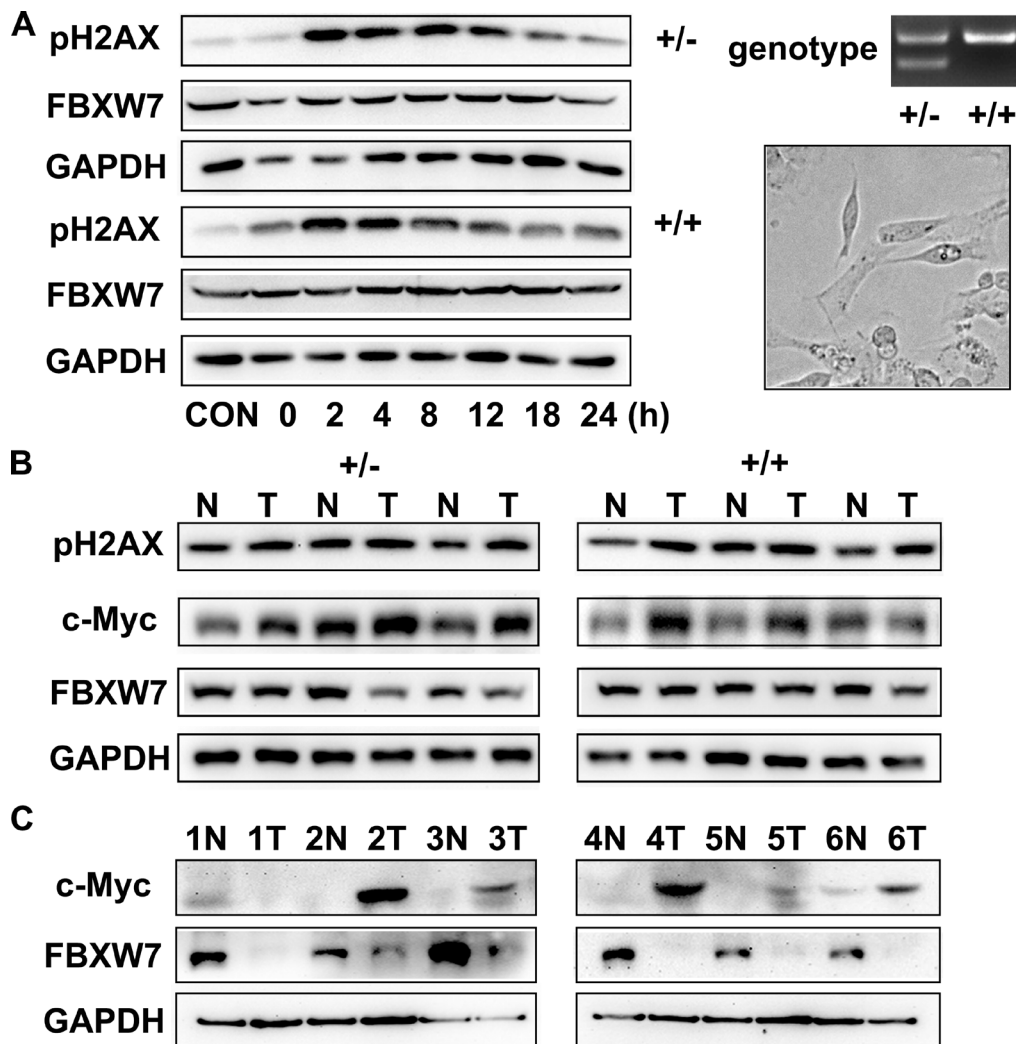 A
pH2AX +/-
genotype
FBXW7
+/- +/+
GAPDH
pH2AX +/+
FBXW7
GAPDH
CON 0 2 4 8 12 18 24 (h)
B
+/- +/+
N T N T N T N T N T N T
pH2AX
c-Myc
FBXW7
GAPDH
C
1N 1T 2N 2T 3N 3T 4N 4T 5N 5T 6N 6T
c-Myc
FBXW7
GAPDH